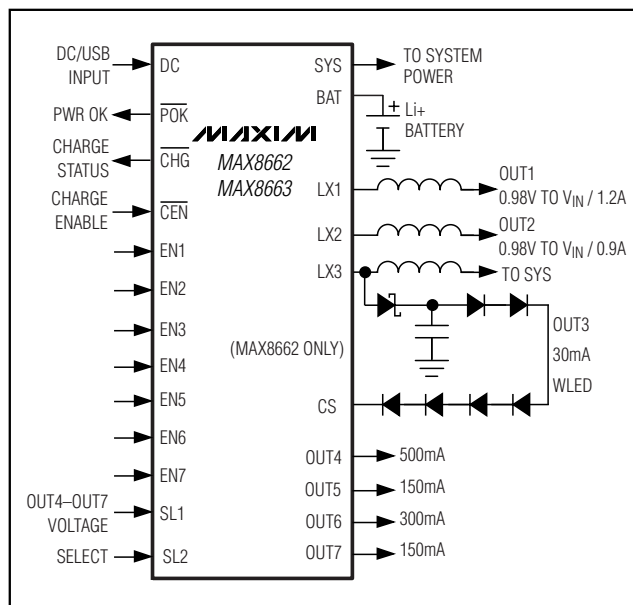 DC/USB
INPUT
PWR OK
CHARGE
STATUS
CHARGE
ENABLE
OUT4–OUT7
VOLTAGE
SELECT
DC
POK
CHG
CEN
EN1
EN2
EN3
EN4
EN5
EN6
EN7
SL1
SL2
MAXIM
MAX8662
MAX8663
(MAX8662 ONLY)
SYS
BAT
LX1
LX2
LX3
CS
OUT4
OUT5
OUT6
OUT7
TO SYSTEM
POWER
+
Li+
BATTERY
OUT1
0.98V TO VIN / 1.2A
OUT2
0.98V TO VIN / 0.9A
TO SYS
OUT3
30mA
WLED
500mA
150mA
300mA
150mA